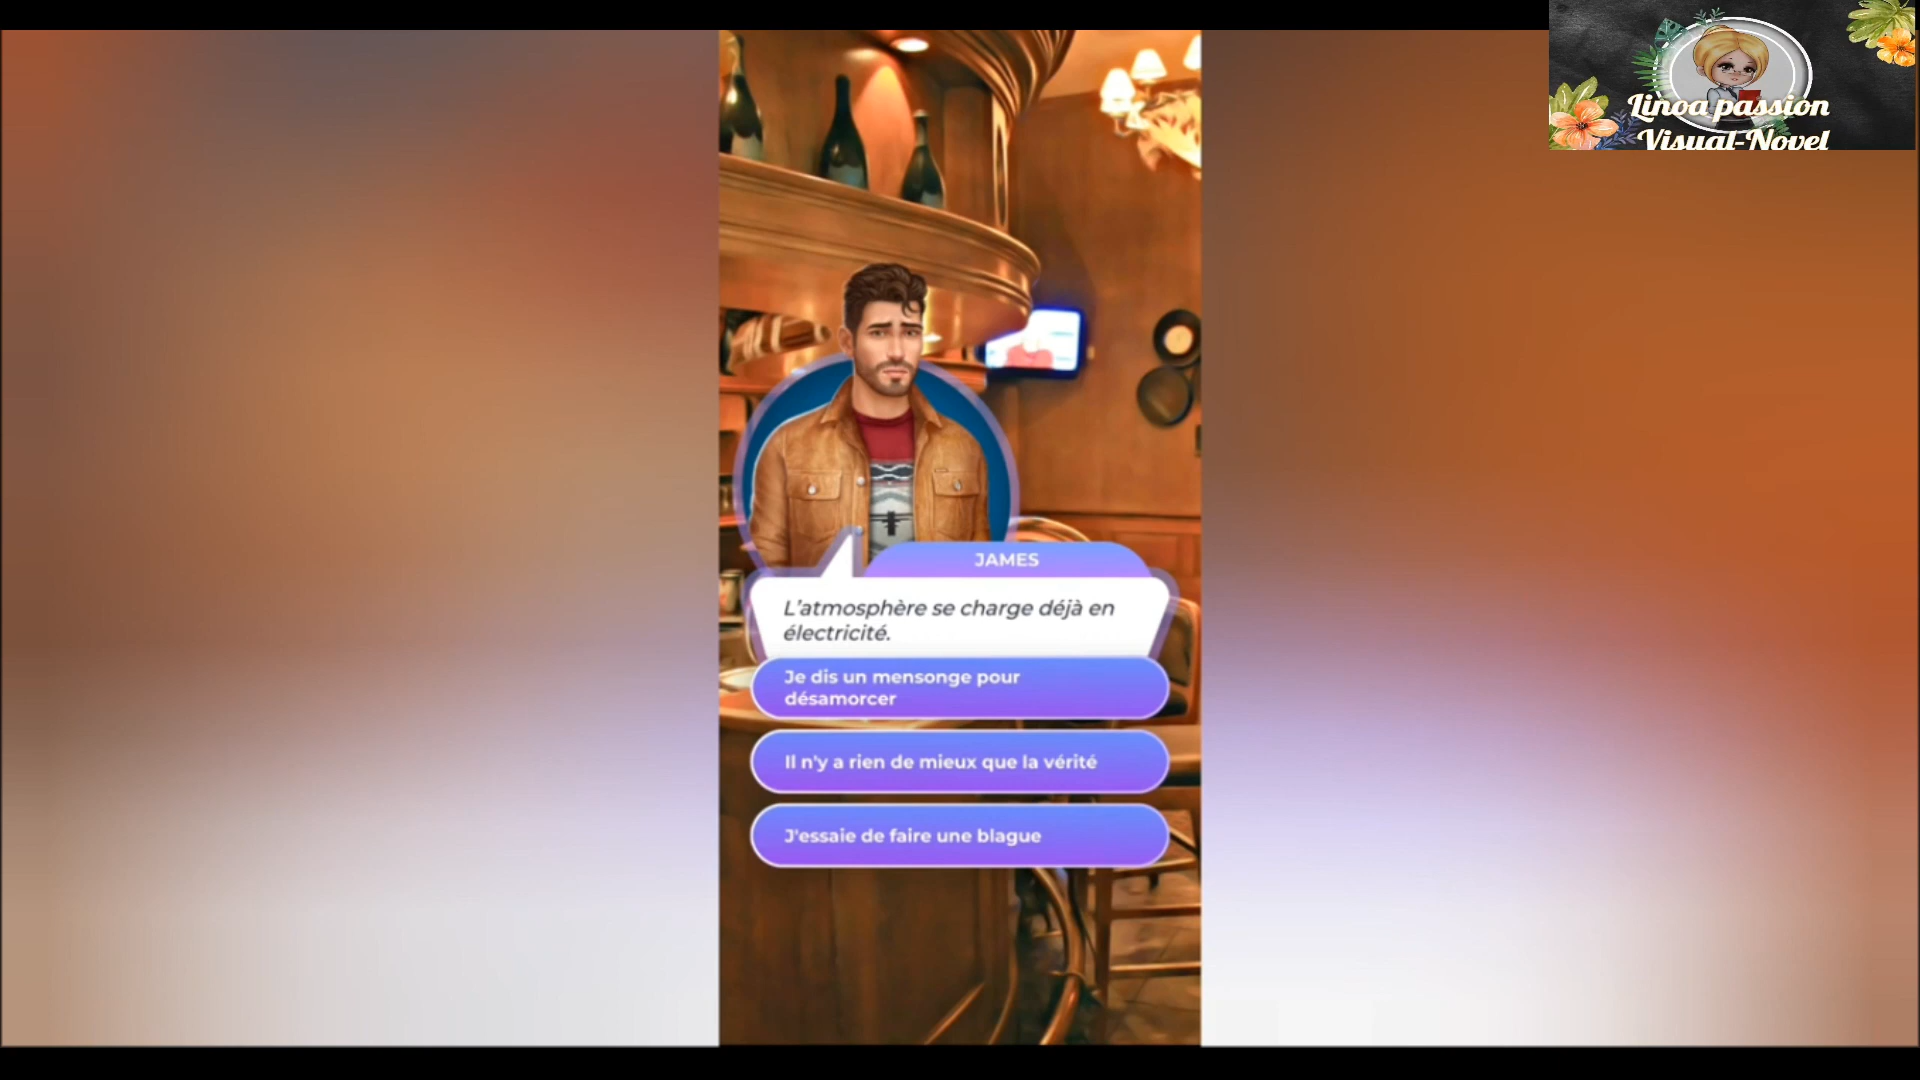 Linoa passion
Visual-Novel
JAMES
L'atmosphère se charge déjà en
électricité.
Je dis un mensonge pour
désamorcer
Il n'y a rien de mieux que la vérité
J'essaie de faire une blague